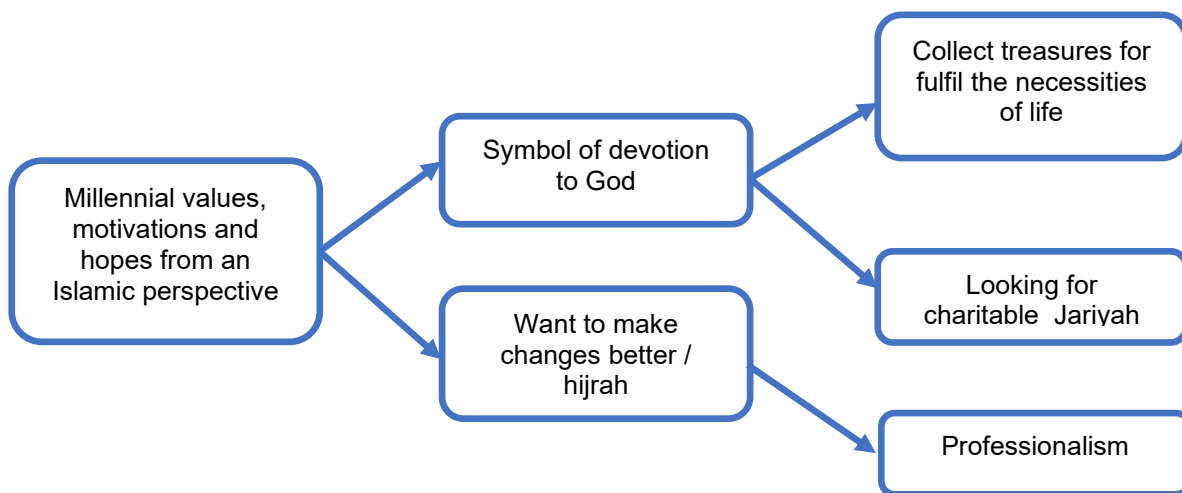 Millennial values,
motivations and
hopes from an
Islamic perspective
Symbol of devotion
to God
Want to make
changes better /
hijrah
Collect treasures for
fulfil the necessities
of life
Looking for
charitable Jariyah
Professionalism